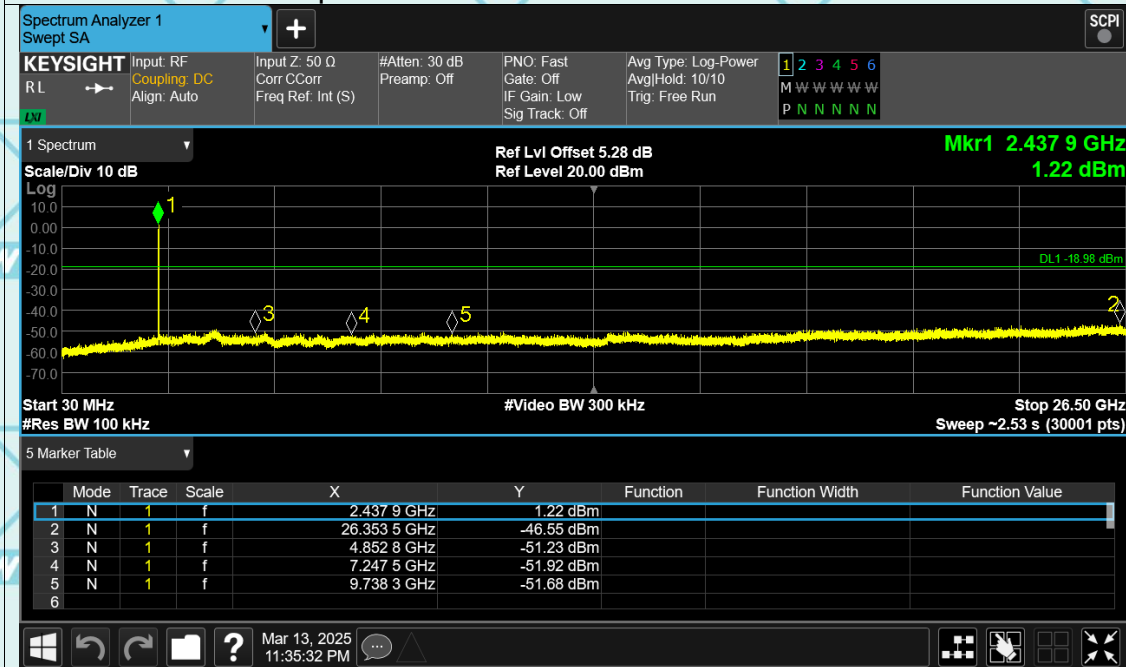 Spectrum Analyzer 1
Swept SA
+
SCPI
KEYSIGHT
RL
LXI
Input: RF
Coupling: DC
Align: Auto
Input Z: 50 Ω
Corr CCorr
Freq Ref: Int (S)
#Atten: 30 dB
Preamp: Off
PNO: Fast
Gate: Off
IF Gain: Low
Sig Track: Off
Avg Type: Log-Power
Avg|Hold: 10/10
Trig: Free Run
1 2 3 4 5 6
M W W W W W
P N N N N N
1 Spectrum
Scale/Div 10 dB
Ref Lvl Offset 5.28 dB
Ref Level 20.00 dBm
Mkr1 2.437 9 GHz
1.22 dBm
Log
10.0
0.00
-10.0
-20.0
-30.0
-40.0
-50.0
-60.0
-70.0
1
DL1 -18.98 dBm
3
4
5
2
Start 30 MHz
#Video BW 300 kHz
Stop 26.50 GHz
#Res BW 100 kHz
Sweep ~2.53 s (30001 pts)
5 Marker Table
Mode Trace Scale X Y Function Function Width Function Value
1 N 1 f 2.437 9 GHz 1.22 dBm
2 N 1 f 26.353 5 GHz -46.55 dBm
3 N 1 f 4.852 8 GHz -51.23 dBm
4 N 1 f 7.247 5 GHz -51.92 dBm
5 N 1 f 9.738 3 GHz -51.68 dBm
6
?
Mar 13, 2025
11:35:32 PM